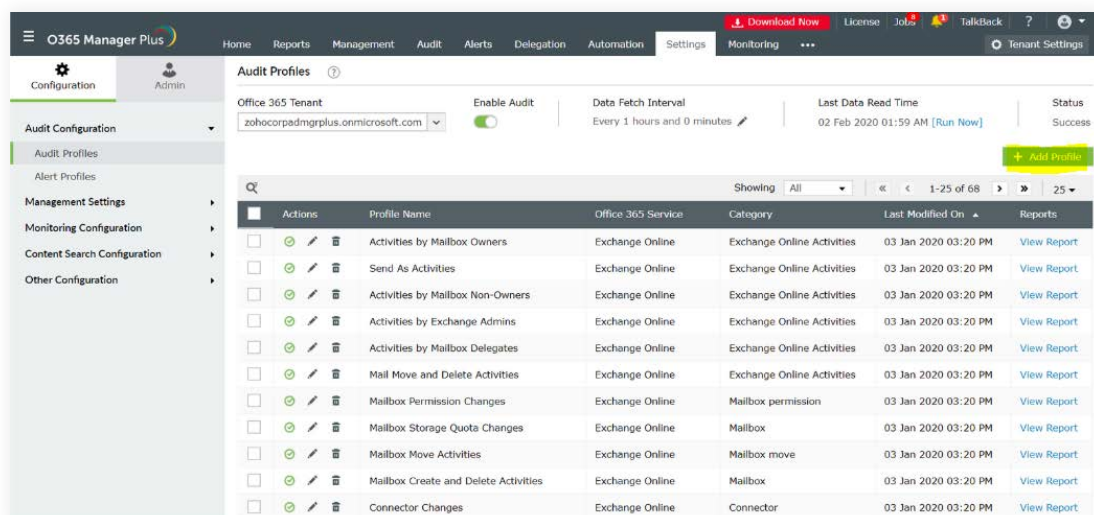 Download Now License Jobs 8 1 TalkBack ?
O365 Manager Plus
Home Reports Management Audit Alerts Delegation Automation Settings Monitoring ••• Tenant Settings
Configuration Admin
Audit Profiles ?
Office 365 Tenant Enable Audit Data Fetch Interval Last Data Read Time Status
zohocorpadmgrplus.onmicrosoft.com Every 1 hours and 0 minutes 02 Feb 2020 01:59 AM [Run Now] Success
Audit Configuration
Audit Profiles
Alert Profiles
Management Settings
Monitoring Configuration
Content Search Configuration
Other Configuration
+ Add Profile
Showing All « < 1-25 of 68 > » 25
Actions Profile Name Office 365 Service Category Last Modified On Reports
Activities by Mailbox Owners Exchange Online Exchange Online Activities 03 Jan 2020 03:20 PM View Report
Send As Activities Exchange Online Exchange Online Activities 03 Jan 2020 03:20 PM View Report
Activities by Mailbox Non-Owners Exchange Online Exchange Online Activities 03 Jan 2020 03:20 PM View Report
Activities by Exchange Admins Exchange Online Exchange Online Activities 03 Jan 2020 03:20 PM View Report
Activities by Mailbox Delegates Exchange Online Exchange Online Activities 03 Jan 2020 03:20 PM View Report
Mail Move and Delete Activities Exchange Online Exchange Online Activities 03 Jan 2020 03:20 PM View Report
Mailbox Permission Changes Exchange Online Mailbox permission 03 Jan 2020 03:20 PM View Report
Mailbox Storage Quota Changes Exchange Online Mailbox 03 Jan 2020 03:20 PM View Report
Mailbox Move Activities Exchange Online Mailbox move 03 Jan 2020 03:20 PM View Report
Mailbox Create and Delete Activities Exchange Online Mailbox 03 Jan 2020 03:20 PM View Report
Connector Changes Exchange Online Connector 03 Jan 2020 03:20 PM View Report